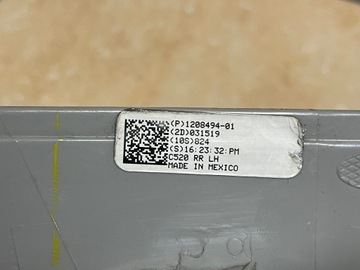 (P)1208494-01
(2D)031519
(10S)824
(S)16:23:32:PM
C520 RR LH
MADE IN MEXICO